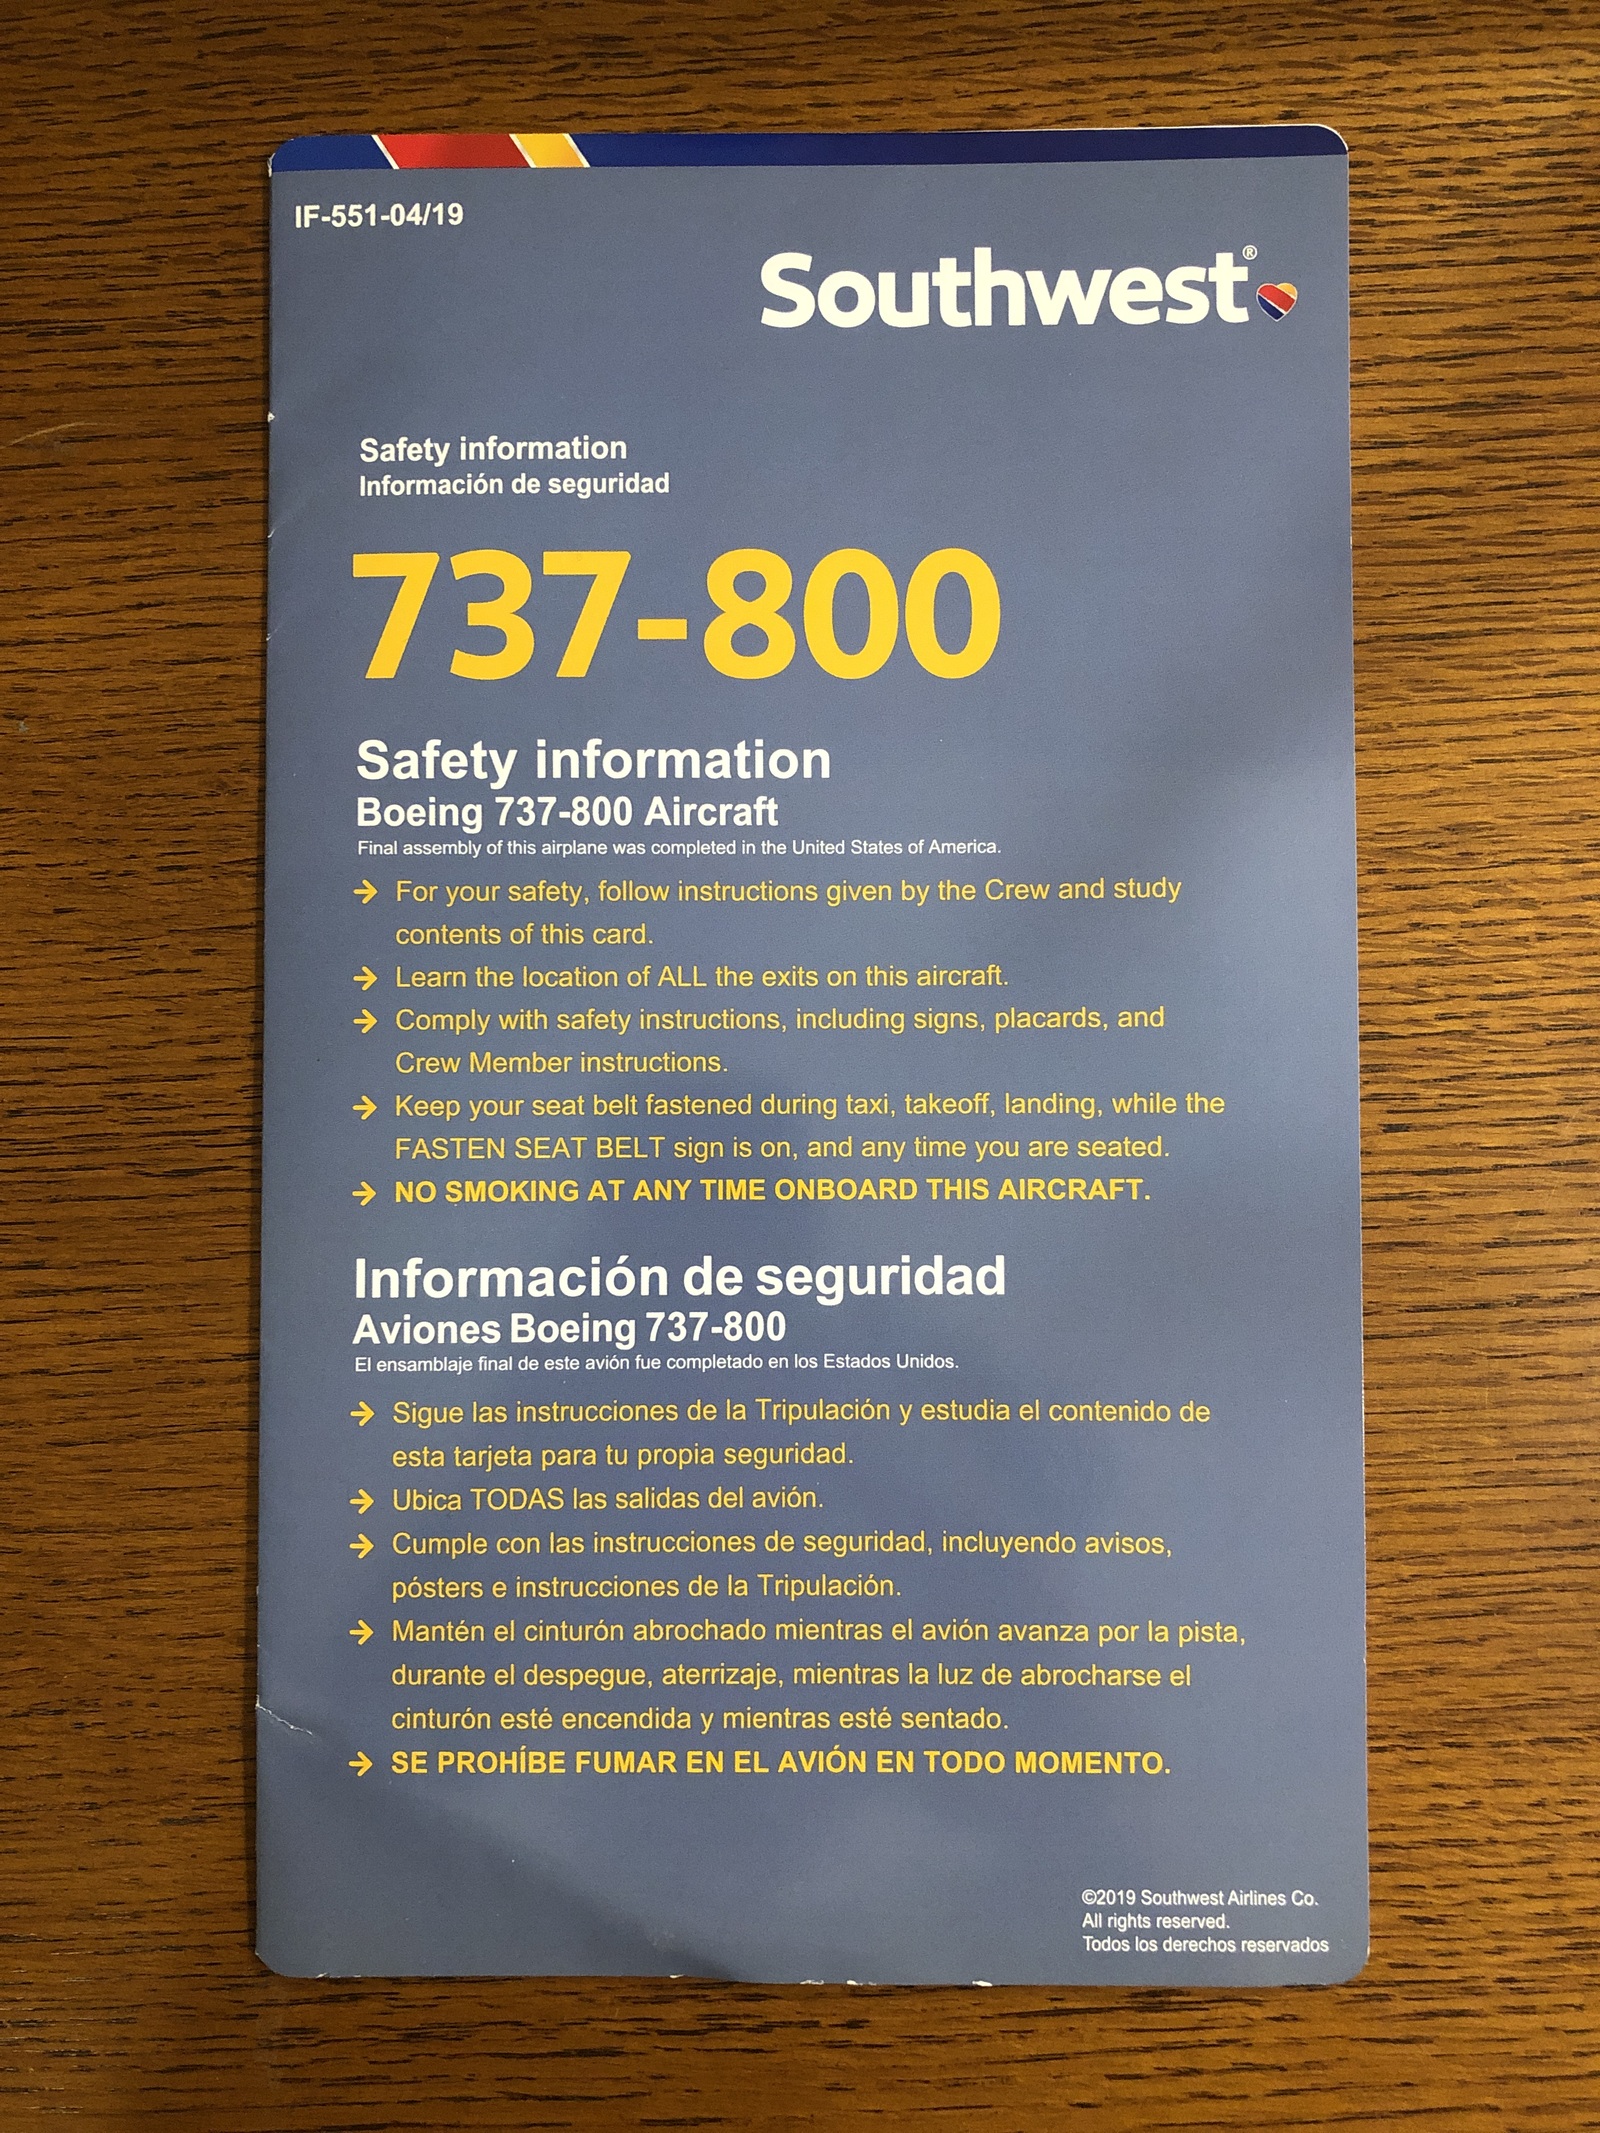 IF-551-04/19
Southwest®
Safety information
Información de seguridad
737-800
Safety information
Boeing 737-800 Aircraft
Final assembly of this airplane was completed in the United States of America.
→ For your safety, follow instructions given by the Crew and study
contents of this card.
→ Learn the location of ALL the exits on this aircraft.
→ Comply with safety instructions, including signs, placards, and
Crew Member instructions.
→ Keep your seat belt fastened during taxi, takeoff, landing, while the
FASTEN SEAT BELT sign is on, and any time you are seated.
→ NO SMOKING AT ANY TIME ONBOARD THIS AIRCRAFT.
Información de seguridad
Aviones Boeing 737-800
El ensamblaje final de este avión fue completado en los Estados Unidos.
→ Sigue las instrucciones de la Tripulación y estudia el contenido de
esta tarjeta para tu propia seguridad.
→ Ubica TODAS las salidas del avión.
→ Cumple con las instrucciones de seguridad, incluyendo avisos,
pósters e instrucciones de la Tripulación.
→ Mantén el cinturón abrochado mientras el avión avanza por la pista,
durante el despegue, aterrizaje, mientras la luz de abrocharse el
cinturón esté encendida y mientras esté sentado.
→ SE PROHÍBE FUMAR EN EL AVIÓN EN TODO MOMENTO.
©2019 Southwest Airlines Co.
All rights reserved.
Todos los derechos reservados